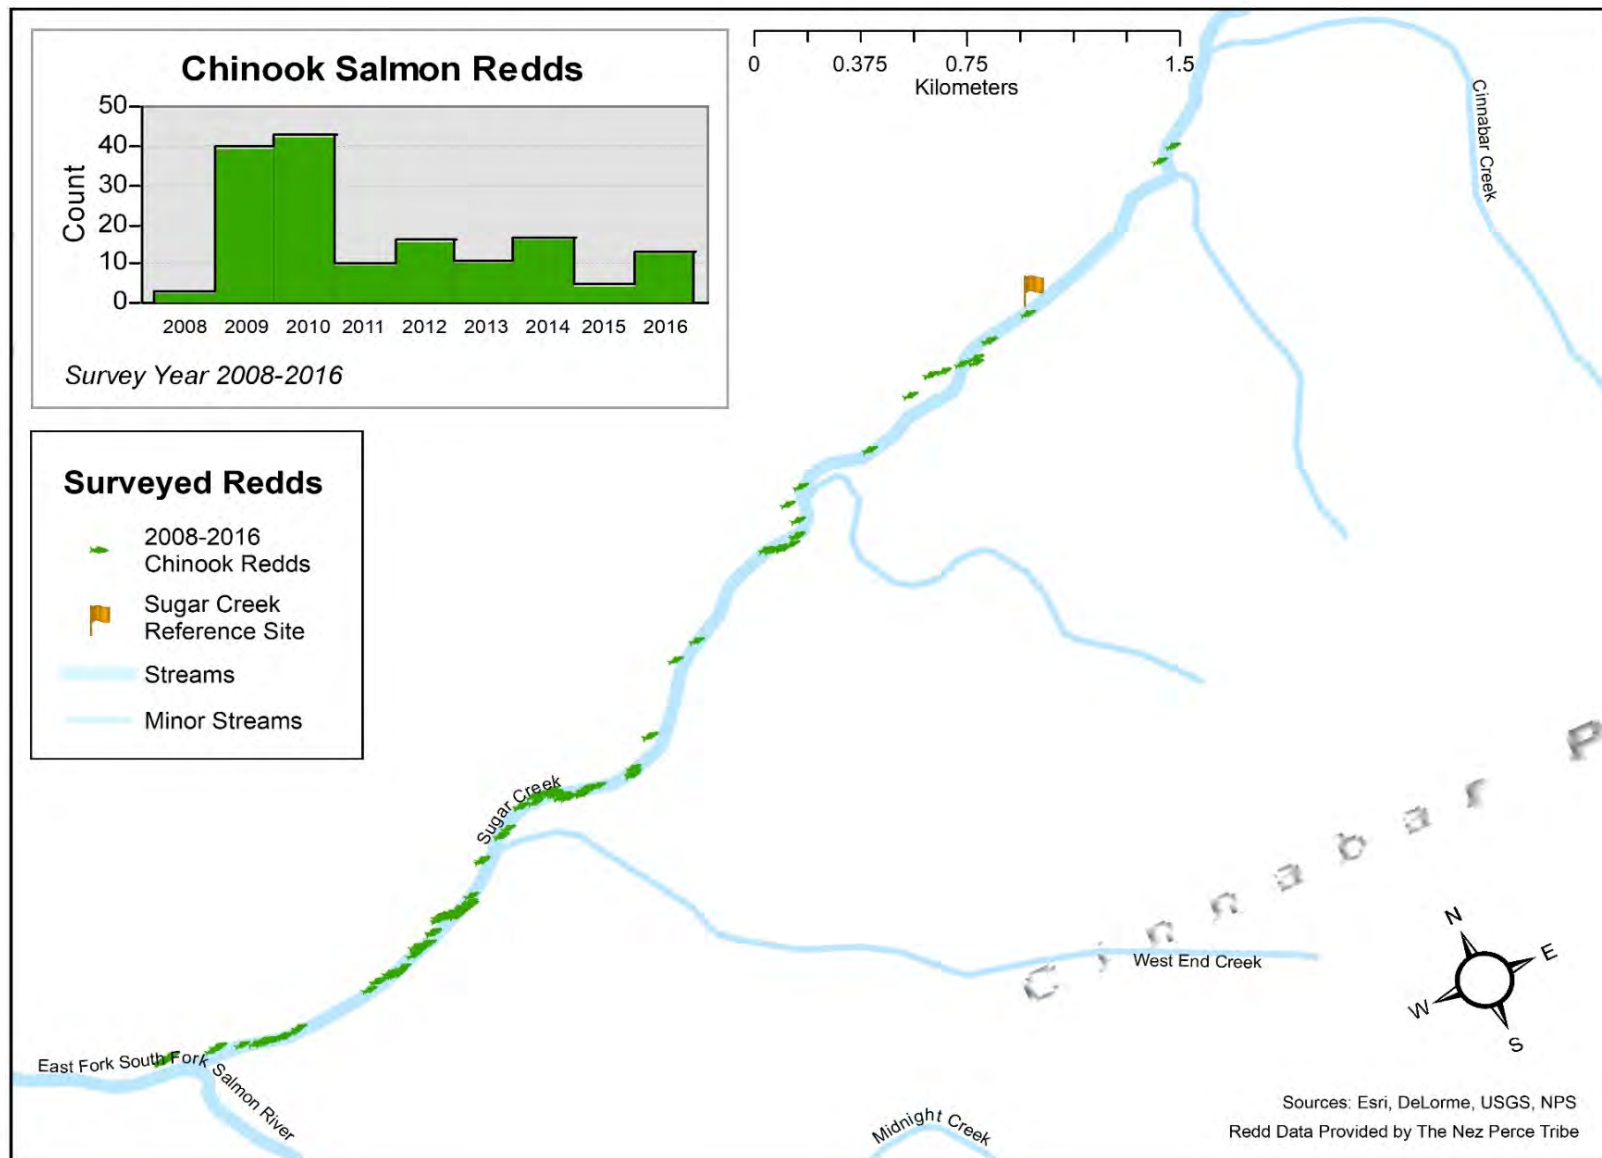 Chinook Salmon Redds
Count
50
40
30
20
10
0
2008 2009 2010 2011 2012 2013 2014 2015 2016
Survey Year 2008-2016
0 0.375 0.75 1.5
Kilometers
Cinnabar Creek
Surveyed Redds
2008-2016
Chinook Redds
Sugar Creek
Reference Site
Streams
Minor Streams
Sugar Creek
Cinnabar P
West End Creek
N
E
W
S
East Fork South Fork Salmon River
Midnight Creek
Sources: Esri, DeLorme, USGS, NPS
Redd Data Provided by The Nez Perce Tribe